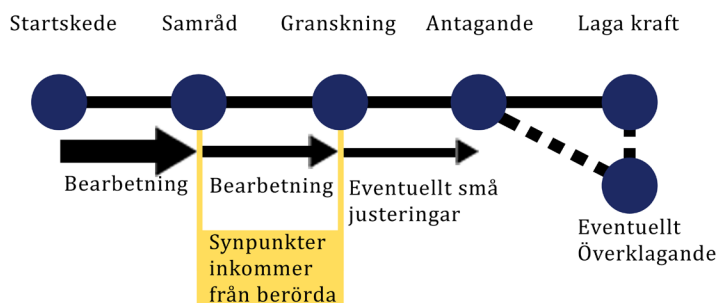 Startskede
Samråd
Granskning
Antagande
Laga kraft
Bearbetning
Bearbetning
Eventuellt små
justeringar
Synpunkter
inkommer
från berörda
Eventuellt
Överklagande